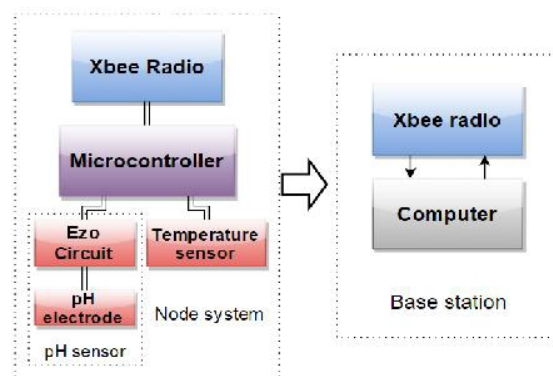 Xbee Radio
Microcontroller
Ezo
Circuit
Temperature
sensor
pH
electrode
pH sensor
Node system
Xbee radio
Computer
Base station